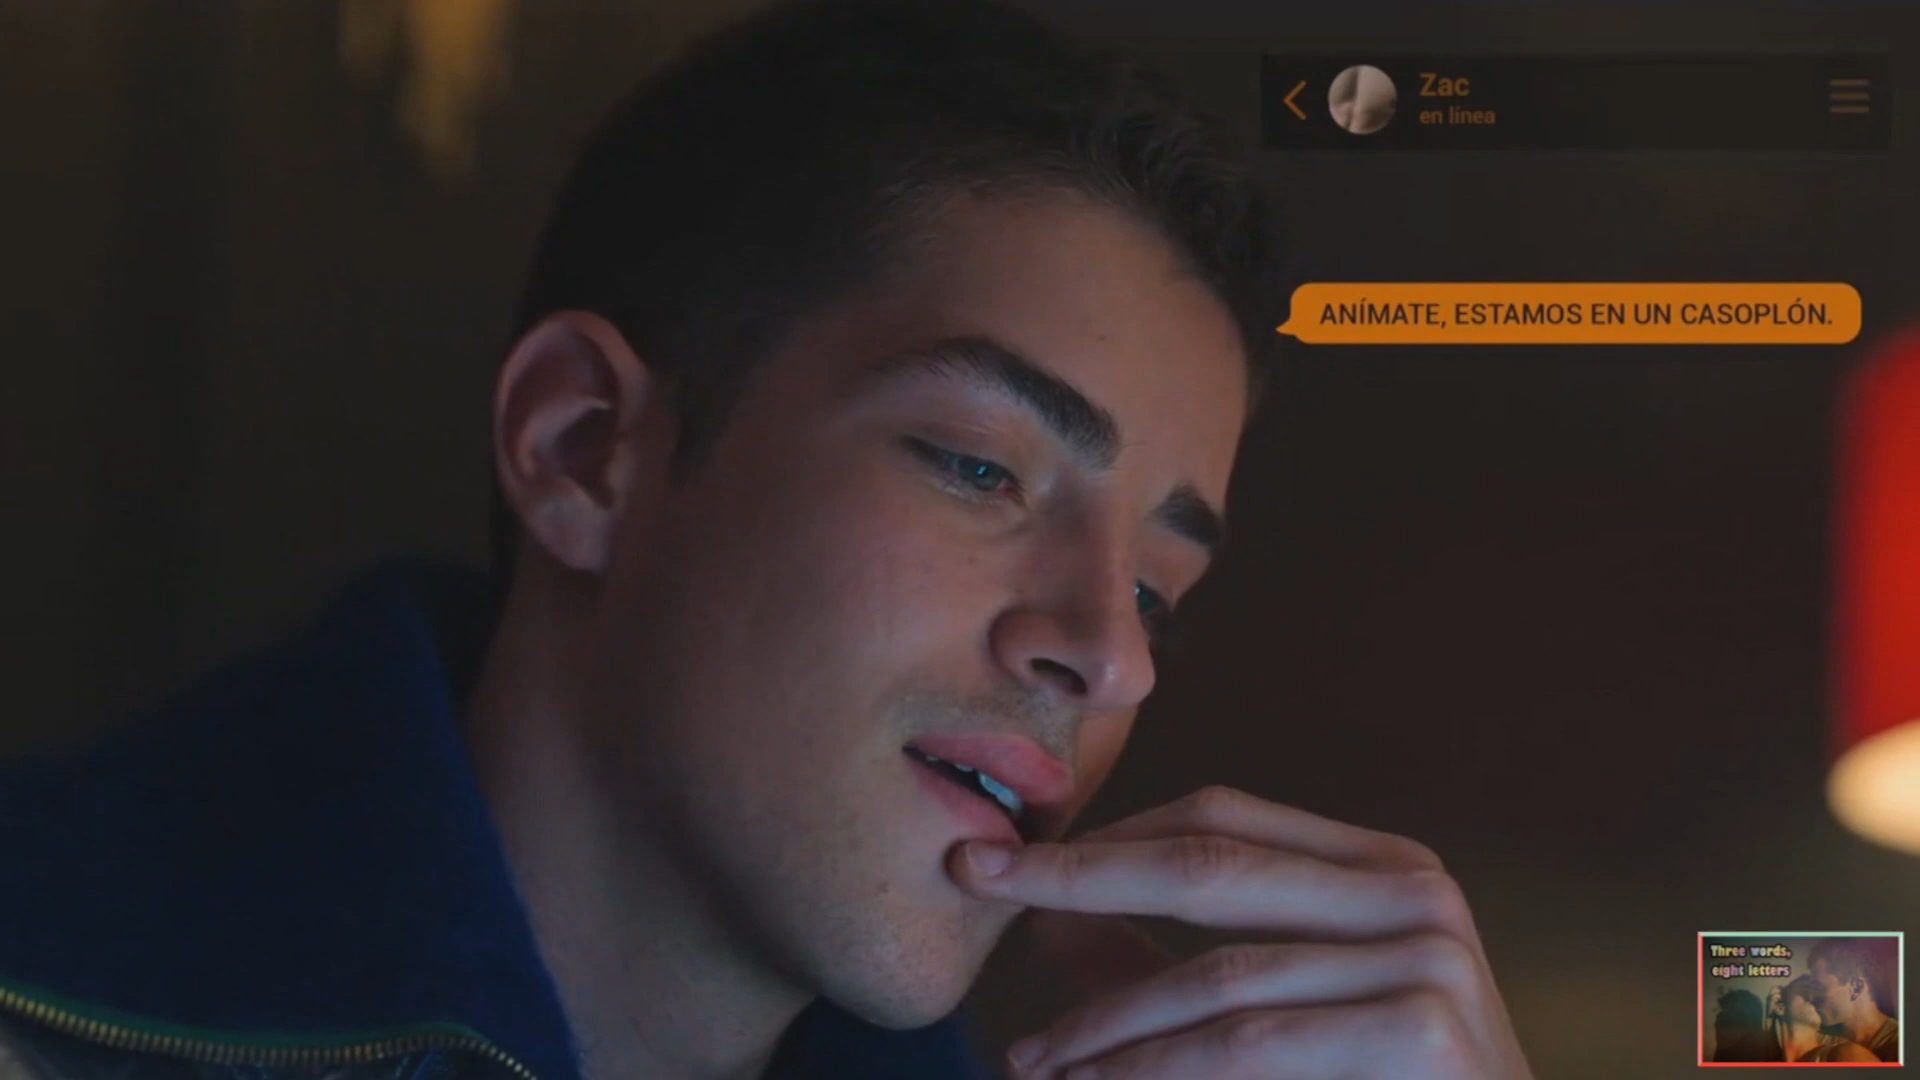 Zac
en línea
ANÍMATE, ESTAMOS EN UN CASOPLÓN.
Three words,
eight letters